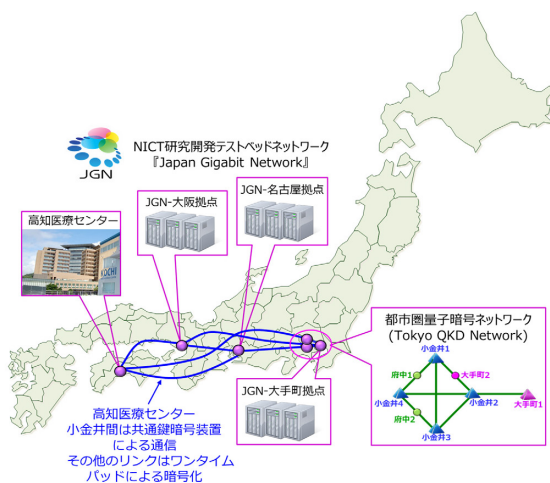 JGN
NICT研究開発テストベッドネットワーク
『Japan Gigabit Network』
高知医療センター
KOCHI
JGN-大阪拠点
JGN-名古屋拠点
JGN-大手町拠点
高知医療センター
小金井間は共通鍵暗号装置
による通信
その他のリンクはワンタイム
パッドによる暗号化
都市圏量子暗号ネットワーク
(Tokyo QKD Network)
小金井1
府中1
大手町2
小金井4
小金井2
大手町1
府中2
小金井3